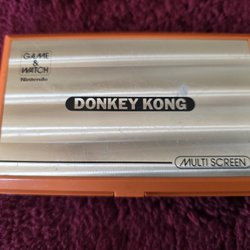 GAME
&
WATCH
Nintendo
DONKEY KONG
MULTI SCREEN